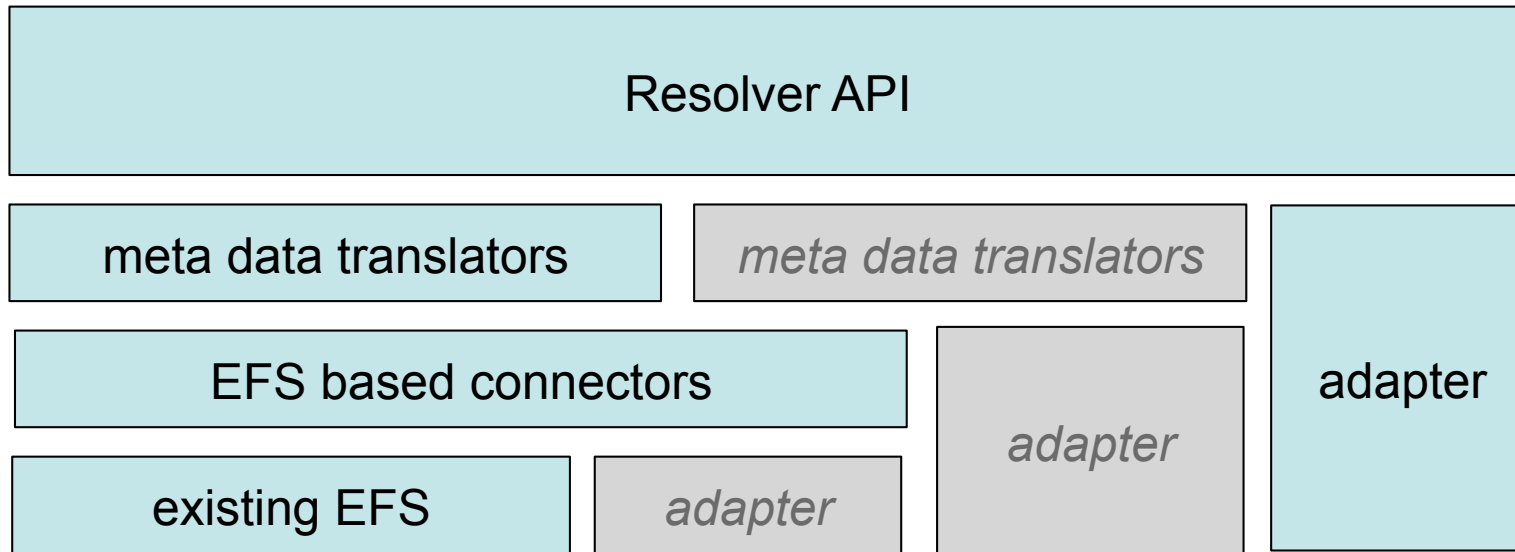 Resolver API
meta data translators
meta data translators
EFS based connectors
adapter
adapter
existing EFS
adapter